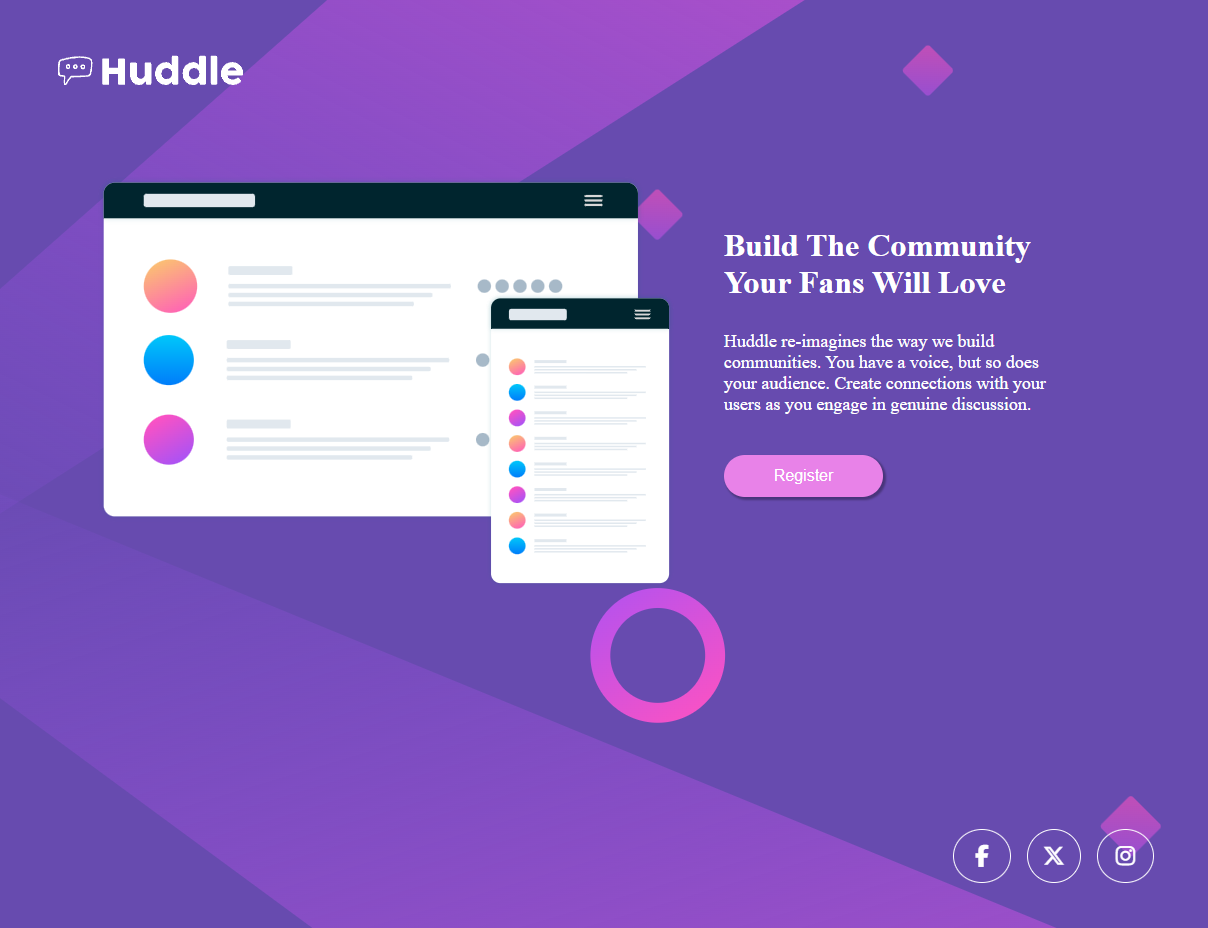 Huddle
Build The Community
Your Fans Will Love
Huddle re-imagines the way we build
communities. You have a voice, but so does
your audience. Create connections with your
users as you engage in genuine discussion.
Register